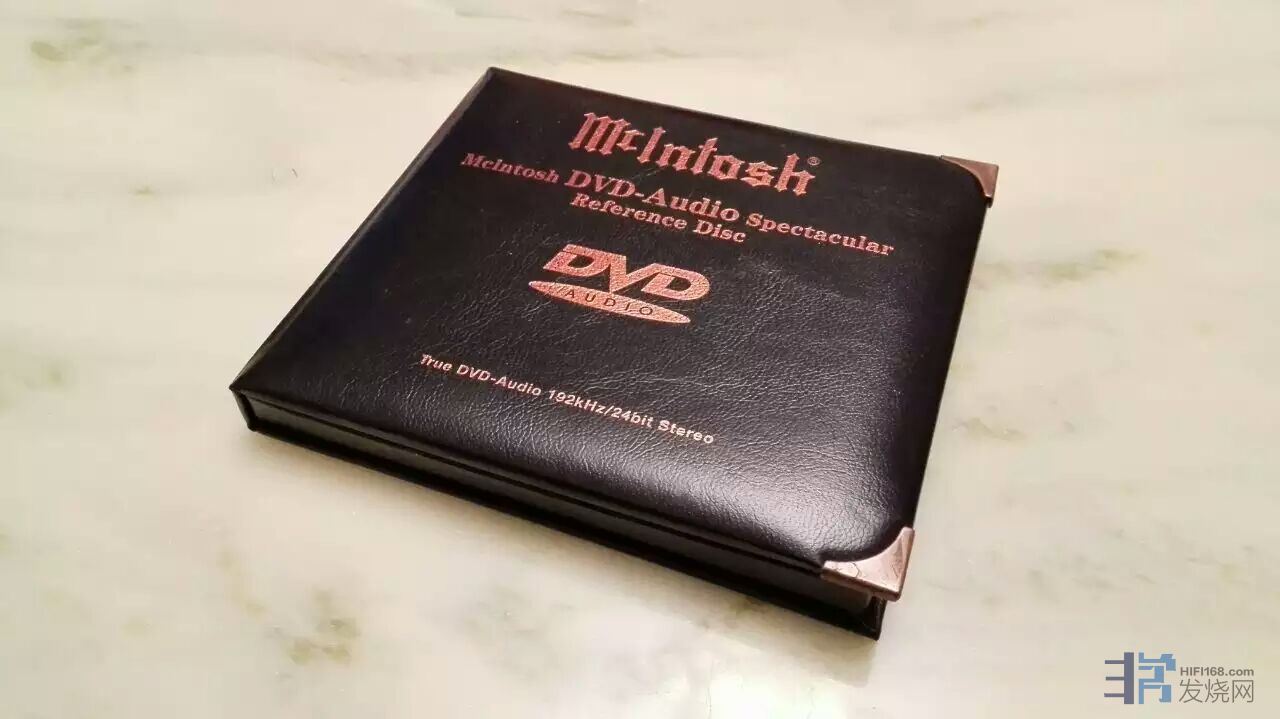 McIntosh®
McIntosh DVD-Audio Spectacular
Reference Disc
DVD
AUDIO
True DVD-Audio 192kHz/24bit Stereo
HIFI168.com
发烧网